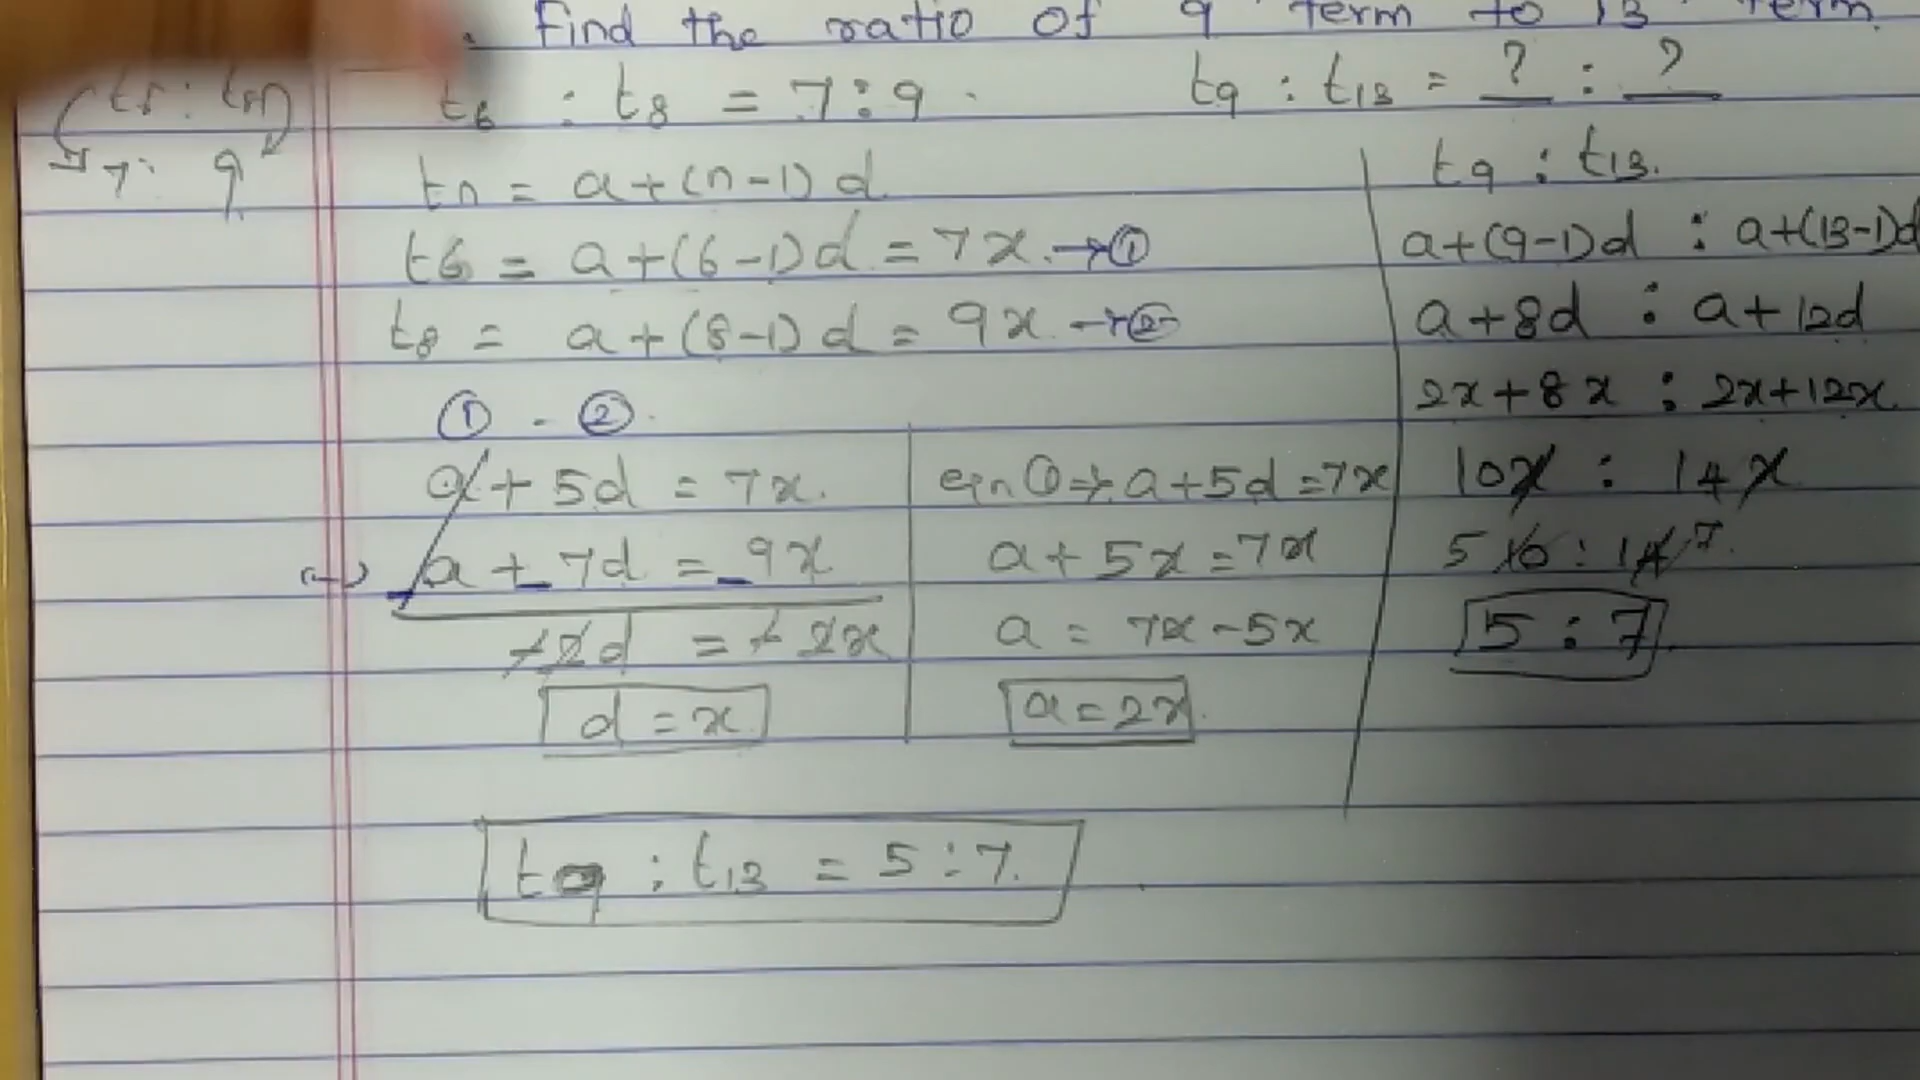 Find the ratio of 9 term to 13 term
t6 : t8 = 7:9. t9 : t13 = ? : ?
7: 9
tn = a+(n-1)d
t6 = a+(6-1)d = 7x. → ①
t8 = a+(8-1)d = 9x → ②
① - ②.
a + 5d = 7x.
(-) a + 7d = 9x
-2d = -2x
d = x
eqn ① → a+5d=7x
a + 5x = 7x
a = 7x - 5x
a = 2x.
t9 : t13.
a+(9-1)d : a+(13-1)d
a+8d : a+12d
2x+8x : 2x+12x
10x : 14x
5 10 : 14 7.
5 : 7.
t9 : t13 = 5 : 7.